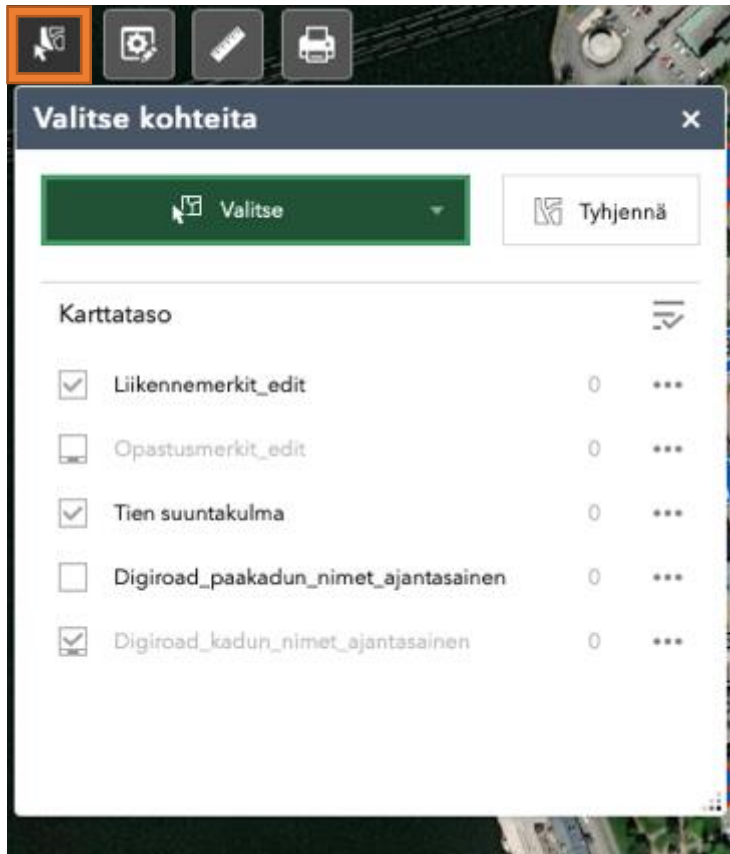 Valitse kohteita
Valitse
Tyhjennä
Karttataso
Liikennemerkit_edit 0
Opastusmerkit_edit 0
Tien suuntakulma 0
Digiroad_paakadun_nimet_ajantasainen 0
Digiroad_kadun_nimet_ajantasainen 0